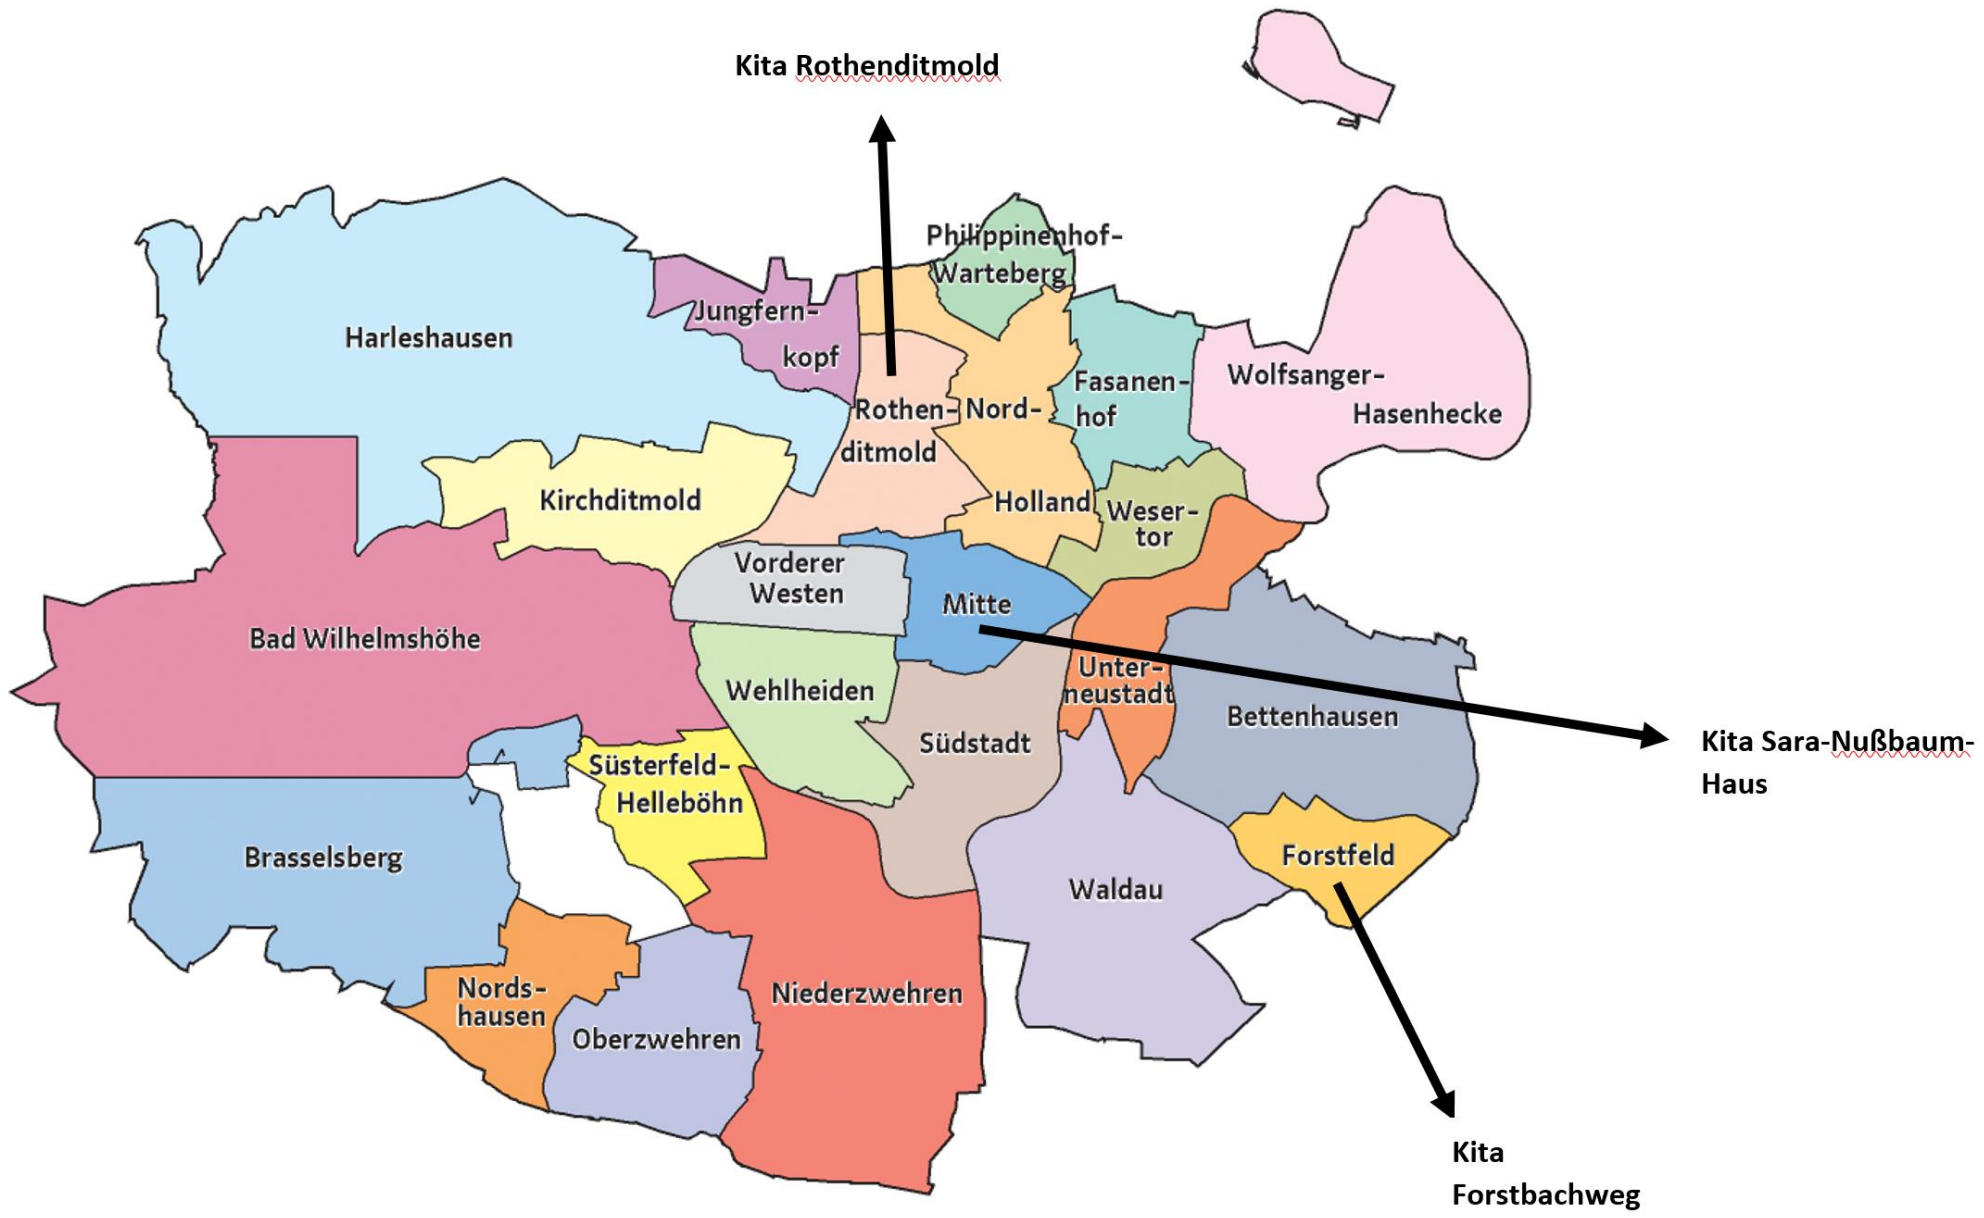 Kita Rothenditmold
Philippinenhof-
Warteberg
Jungfern-
kopf
Harleshausen
Wolfsanger-
Hasenhecke
Fasanen-
hof
Rothen-
ditmold
Nord-
Holland
Kirchditmold
Weser-
tor
Vorderer
Westen
Mitte
Bad Wilhelmshöhe
Unter-
neustadt
Wehlheiden
Bettenhausen
Südstadt
Kita Sara-Nußbaum-
Haus
Süsterfeld-
Helleböhn
Brasselsberg
Forstfeld
Waldau
Nords-
hausen
Niederzwehren
Oberzwehren
Kita
Forstbachweg